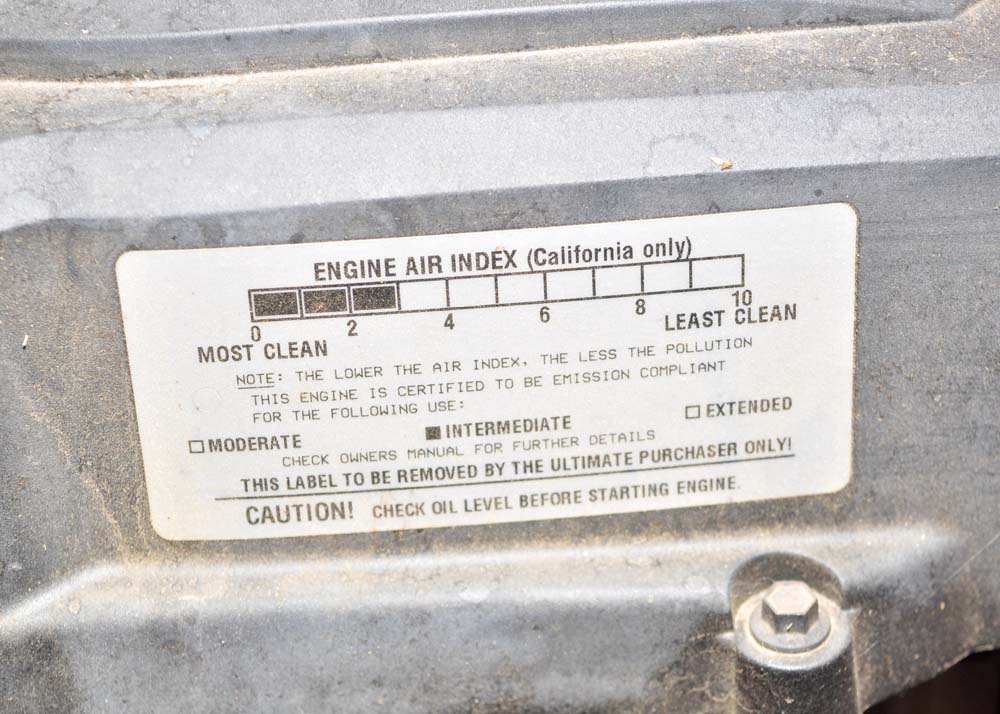 ENGINE AIR INDEX (California only)
0 2 4 6 8 10
MOST CLEAN LEAST CLEAN
NOTE: THE LOWER THE AIR INDEX, THE LESS THE POLLUTION
THIS ENGINE IS CERTIFIED TO BE EMISSION COMPLIANT
FOR THE FOLLOWING USE:
☐ MODERATE ■ INTERMEDIATE ☐ EXTENDED
CHECK OWNERS MANUAL FOR FURTHER DETAILS
THIS LABEL TO BE REMOVED BY THE ULTIMATE PURCHASER ONLY!
CAUTION! CHECK OIL LEVEL BEFORE STARTING ENGINE.